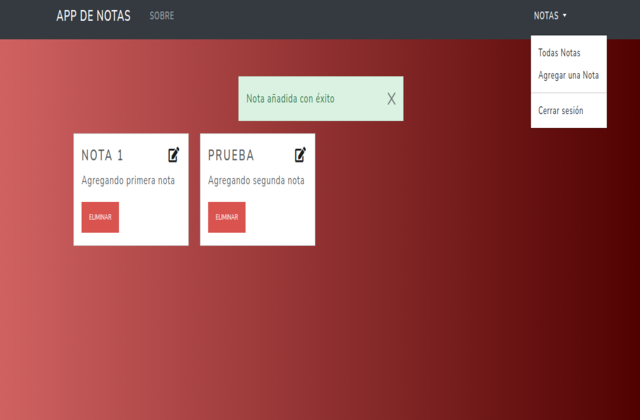 APP DE NOTAS SOBRE NOTAS
Todas Notas
Agregar una Nota
Cerrar sesión
Nota añadida con éxito X
NOTA 1
Agregando primera nota
ELIMINAR
PRUEBA
Agregando segunda nota
ELIMINAR